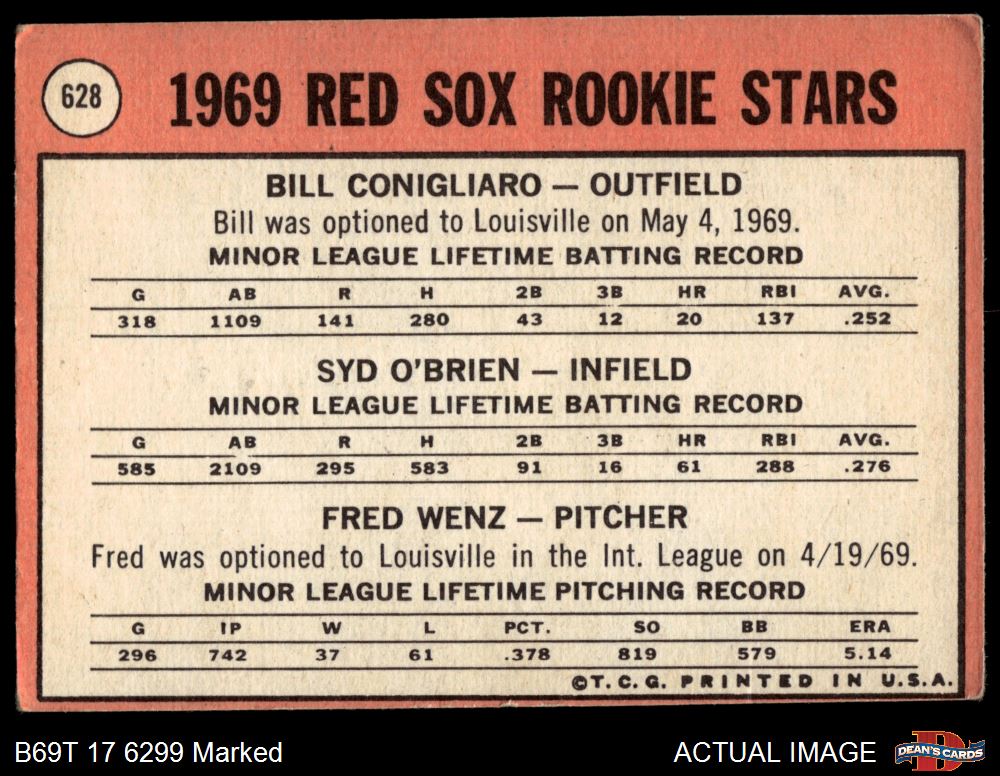 628
1969 RED SOX ROOKIE STARS
BILL CONIGLIARO — OUTFIELD
Bill was optioned to Louisville on May 4, 1969.
MINOR LEAGUE LIFETIME BATTING RECORD
G AB R H 2B 3B HR RBI AVG.
318 1109 141 280 43 12 20 137 .252
SYD O'BRIEN — INFIELD
MINOR LEAGUE LIFETIME BATTING RECORD
G AB R H 2B 3B HR RBI AVG.
585 2109 295 583 91 16 61 288 .276
FRED WENZ — PITCHER
Fred was optioned to Louisville in the Int. League on 4/19/69.
MINOR LEAGUE LIFETIME PITCHING RECORD
G IP W L PCT. SO BB ERA
296 742 37 61 .378 819 579 5.14
©T.C.G. PRINTED IN U.S.A.
B69T 17 6299 Marked
ACTUAL IMAGE
D
DEAN'S CARDS